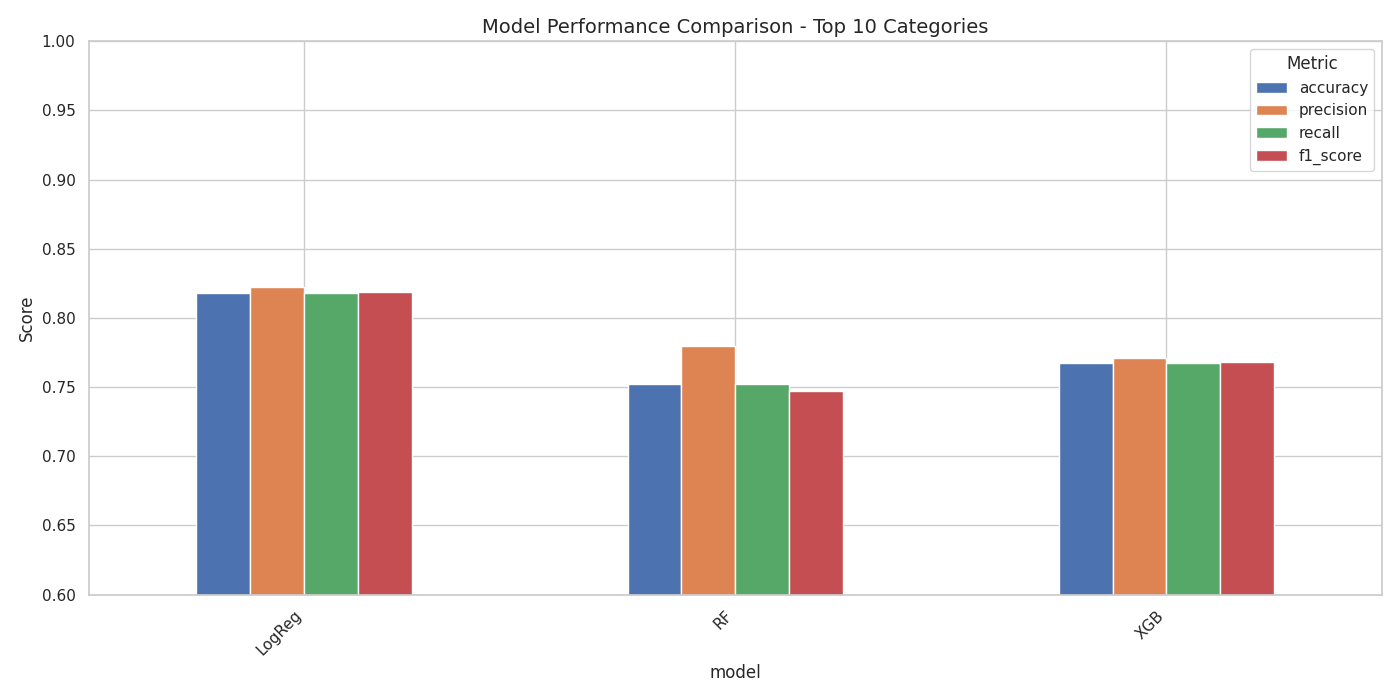 Model Performance Comparison - Top 10 Categories
1.00
0.95
0.90
0.85
0.80
0.75
0.70
0.65
0.60
Score
Metric
accuracy
precision
recall
f1_score
LogReg
RF
XGB
model